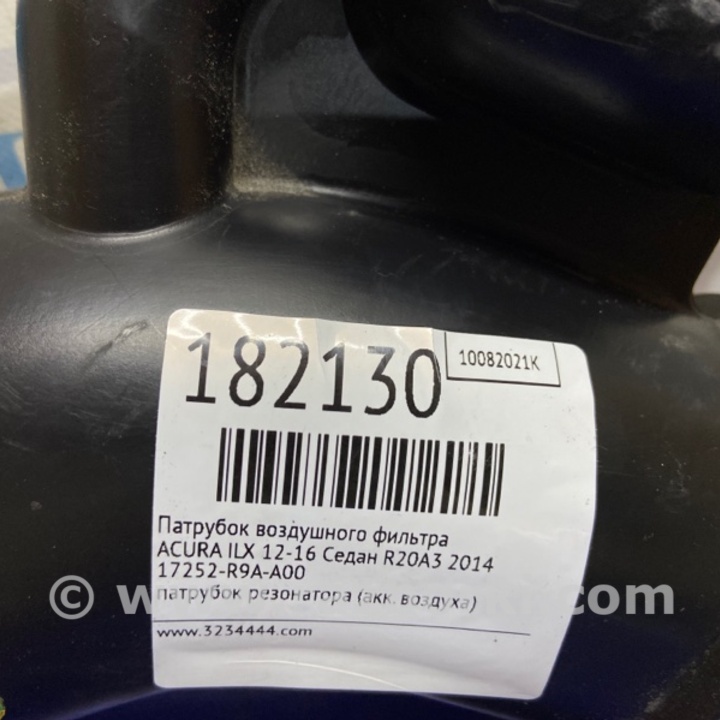 182130
10082021K
Патрубок воздушного фильтра
ACURA ILX 12-16 Седан R20A3 2014
17252-R9A-A00
патрубок резонатора (акк. воздуха)
www.3234444.com